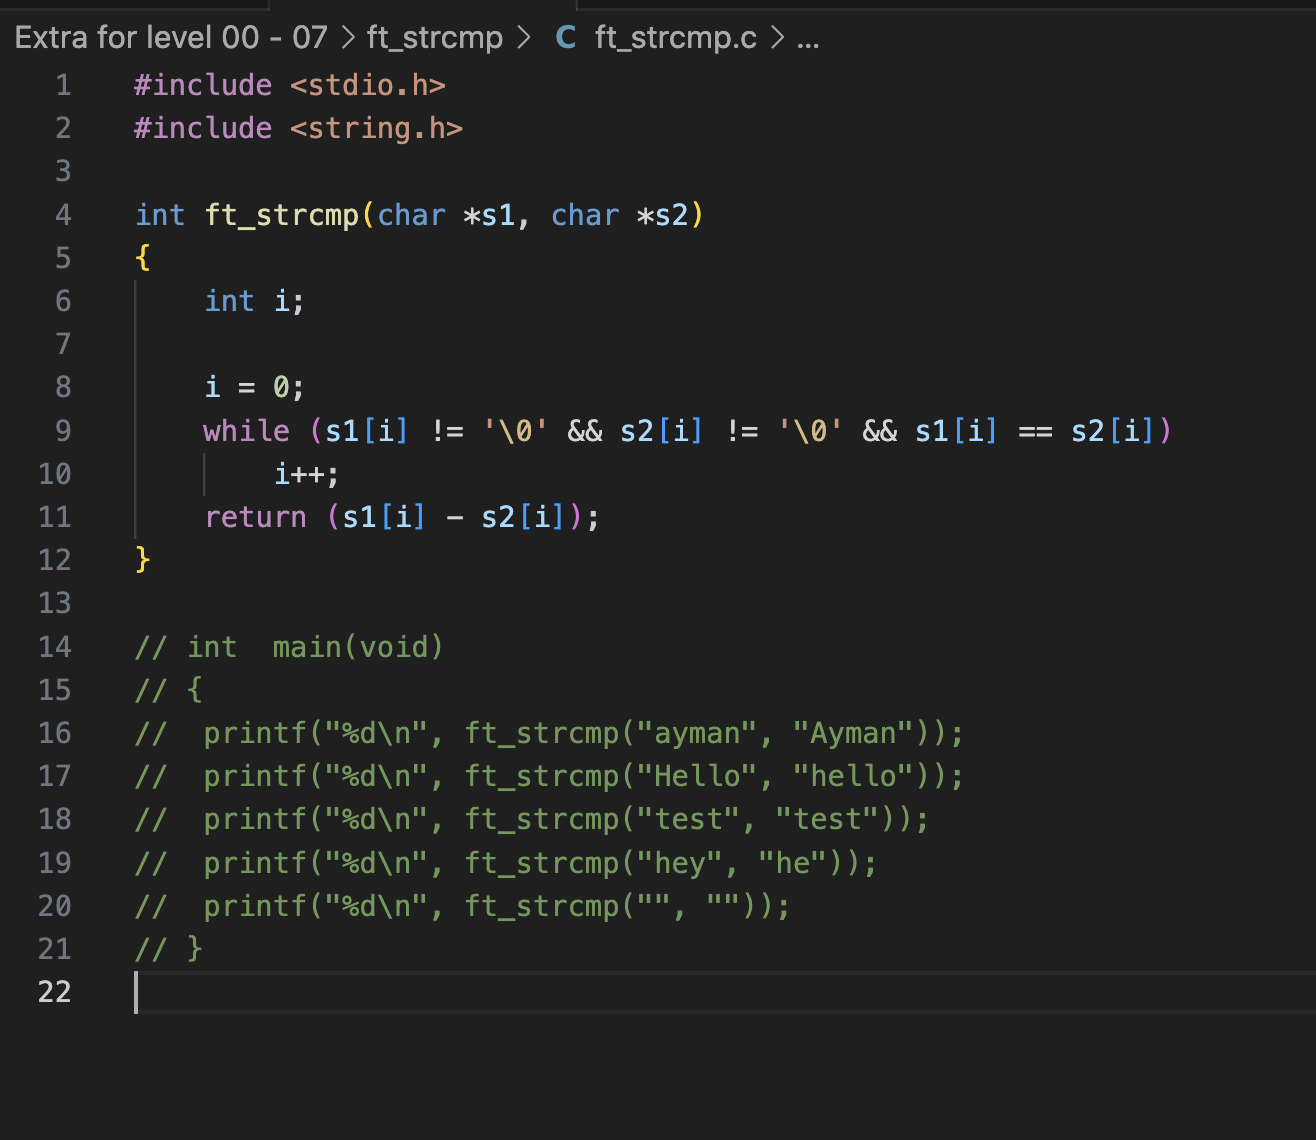 Extra for level 00 - 07 > ft_strcmp > C ft_strcmp.c > ...
1 #include <stdio.h>
2 #include <string.h>
3
4 int ft_strcmp(char *s1, char *s2)
5 {
6     int i;
7
8     i = 0;
9     while (s1[i] != '\0' && s2[i] != '\0' && s1[i] == s2[i])
10         i++;
11     return (s1[i] - s2[i]);
12 }
13
14 // int  main(void)
15 // {
16 //  printf("%d\n", ft_strcmp("ayman", "Ayman"));
17 //  printf("%d\n", ft_strcmp("Hello", "hello"));
18 //  printf("%d\n", ft_strcmp("test", "test"));
19 //  printf("%d\n", ft_strcmp("hey", "he"));
20 //  printf("%d\n", ft_strcmp("", ""));
21 // }
22